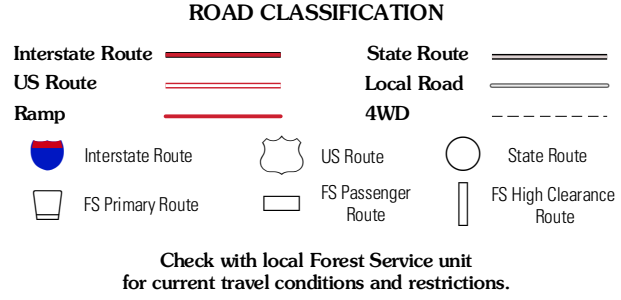 ROAD CLASSIFICATION
Interstate Route
State Route
US Route
Local Road
Ramp
4WD
Interstate Route
US Route
State Route
FS Primary Route
FS Passenger
Route
FS High Clearance
Route
Check with local Forest Service unit
for current travel conditions and restrictions.